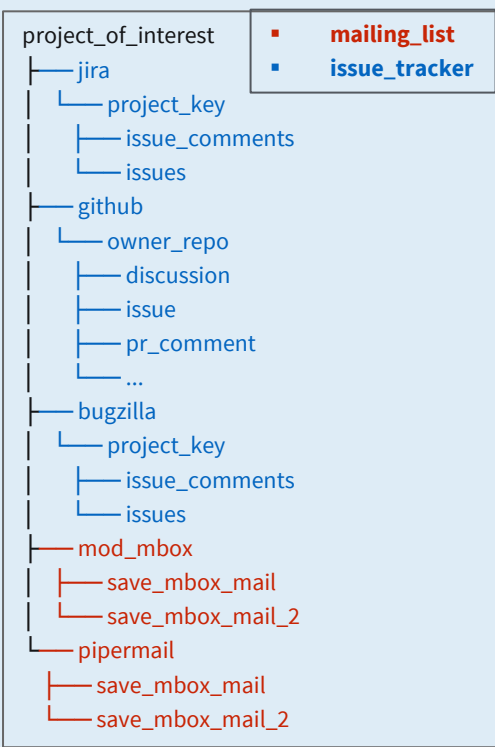 project_of_interest
▪ mailing_list
▪ issue_tracker
├── jira
│ └── project_key
│ ├── issue_comments
│ └── issues
├── github
│ └── owner_repo
│ ├── discussion
│ ├── issue
│ ├── pr_comment
│ └── ...
├── bugzilla
│ └── project_key
│ ├── issue_comments
│ └── issues
├── mod_mbox
│ ├── save_mbox_mail
│ └── save_mbox_mail_2
└── pipermail
├── save_mbox_mail
└── save_mbox_mail_2